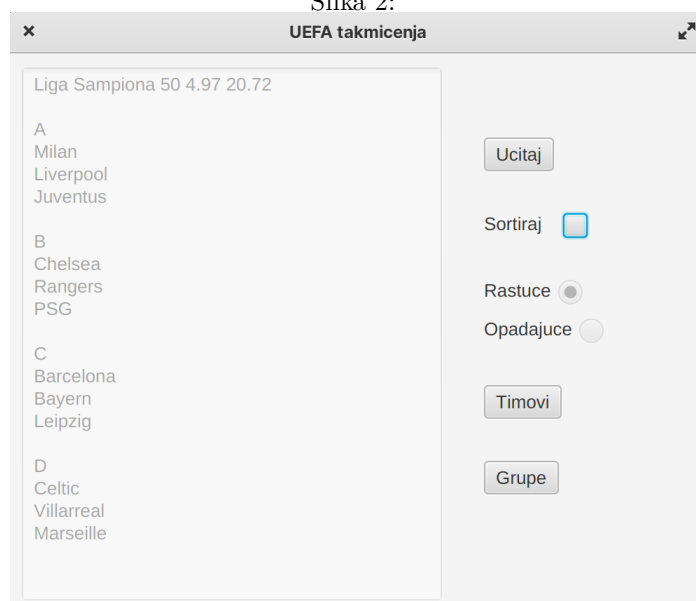 Slika 2:
UEFA takmicenja
Liga Sampiona 50 4.97 20.72
A
Milan
Liverpool
Juventus
B
Chelsea
Rangers
PSG
C
Barcelona
Bayern
Leipzig
D
Celtic
Villarreal
Marseille
Ucitaj
Sortiraj
Rastuce
Opadajuce
Timovi
Grupe